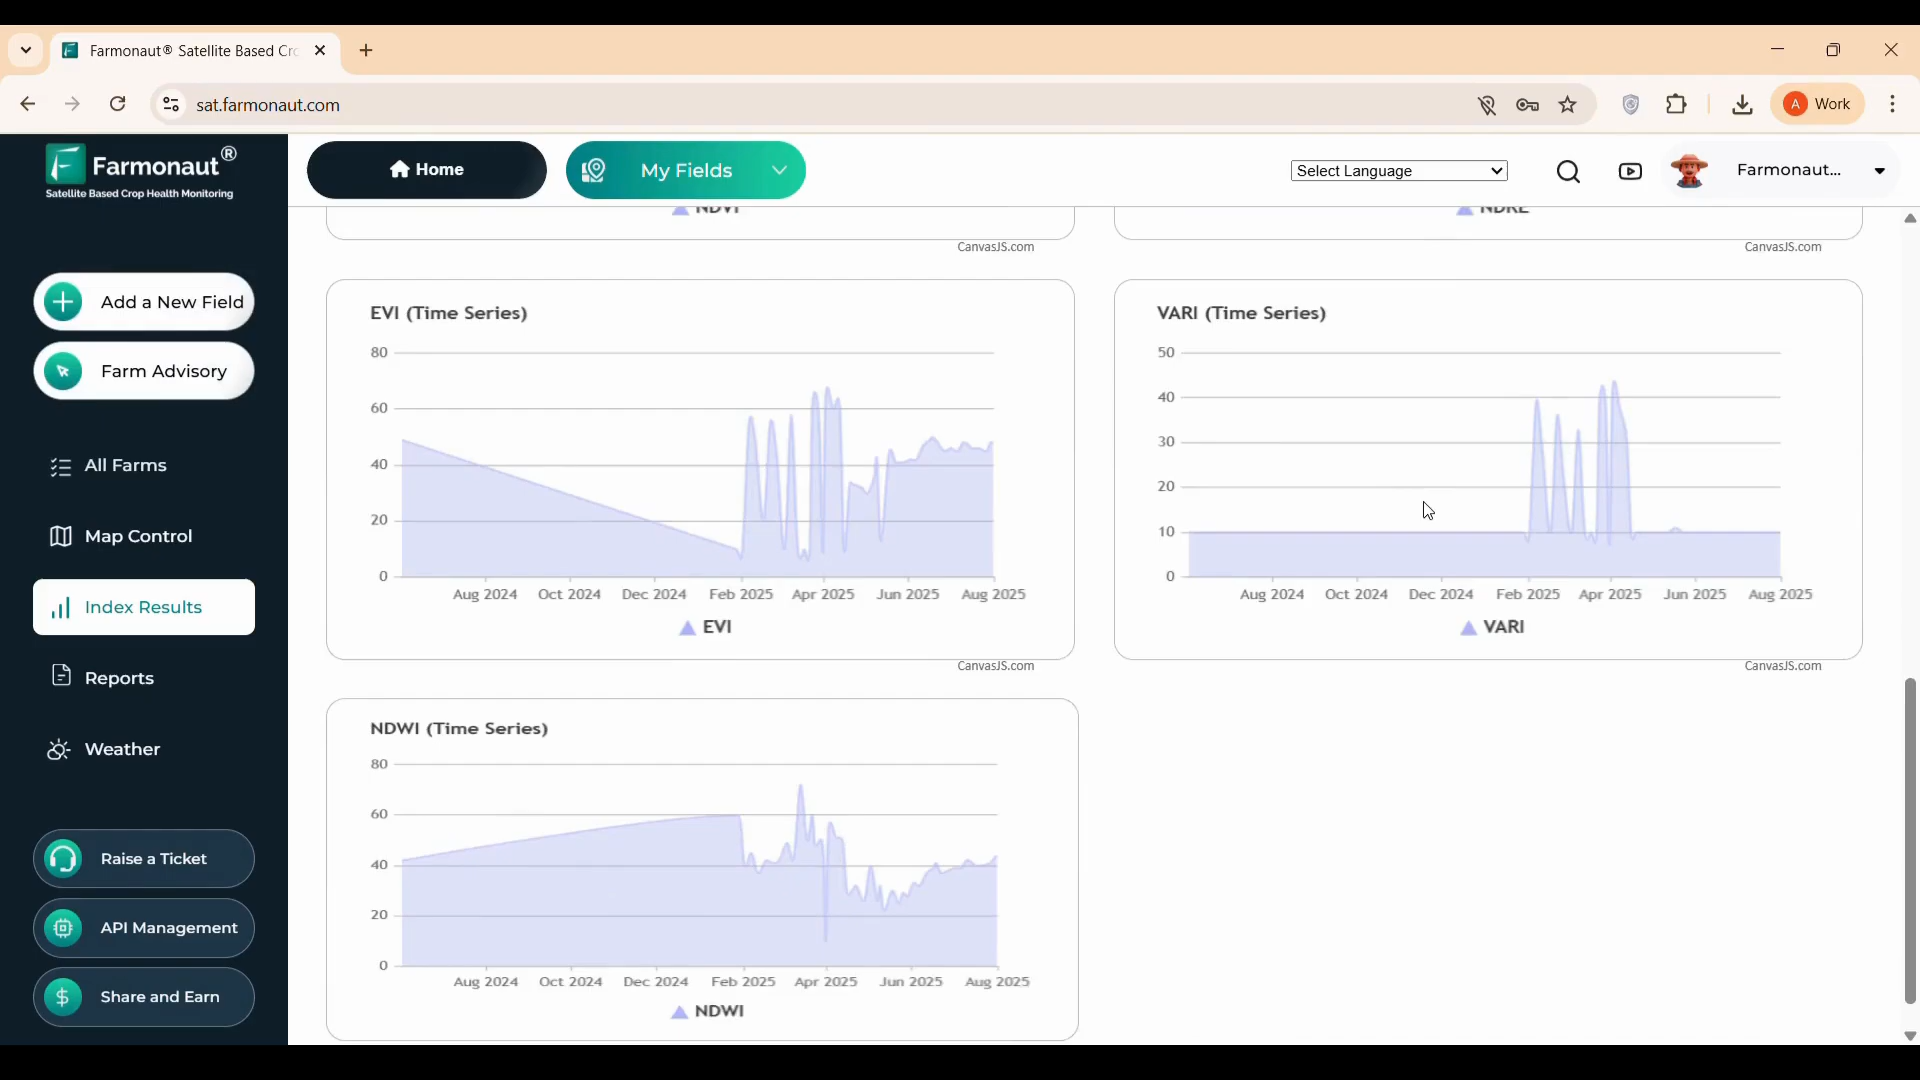 Farmonaut® Satellite Based Cro
sat.farmonaut.com
A Work
Farmonaut®
Satellite Based Crop Health Monitoring
Home
My Fields
Select Language
Farmonaut...
Add a New Field
Farm Advisory
All Farms
Map Control
Index Results
Reports
Weather
Raise a Ticket
API Management
Share and Earn
NDVI
CanvasJS.com
NDRE
CanvasJS.com
EVI (Time Series)
80
60
40
20
0
Aug 2024 Oct 2024 Dec 2024 Feb 2025 Apr 2025 Jun 2025 Aug 2025
EVI
CanvasJS.com
VARI (Time Series)
50
40
30
20
10
0
Aug 2024 Oct 2024 Dec 2024 Feb 2025 Apr 2025 Jun 2025 Aug 2025
VARI
CanvasJS.com
NDWI (Time Series)
80
60
40
20
0
Aug 2024 Oct 2024 Dec 2024 Feb 2025 Apr 2025 Jun 2025 Aug 2025
NDWI